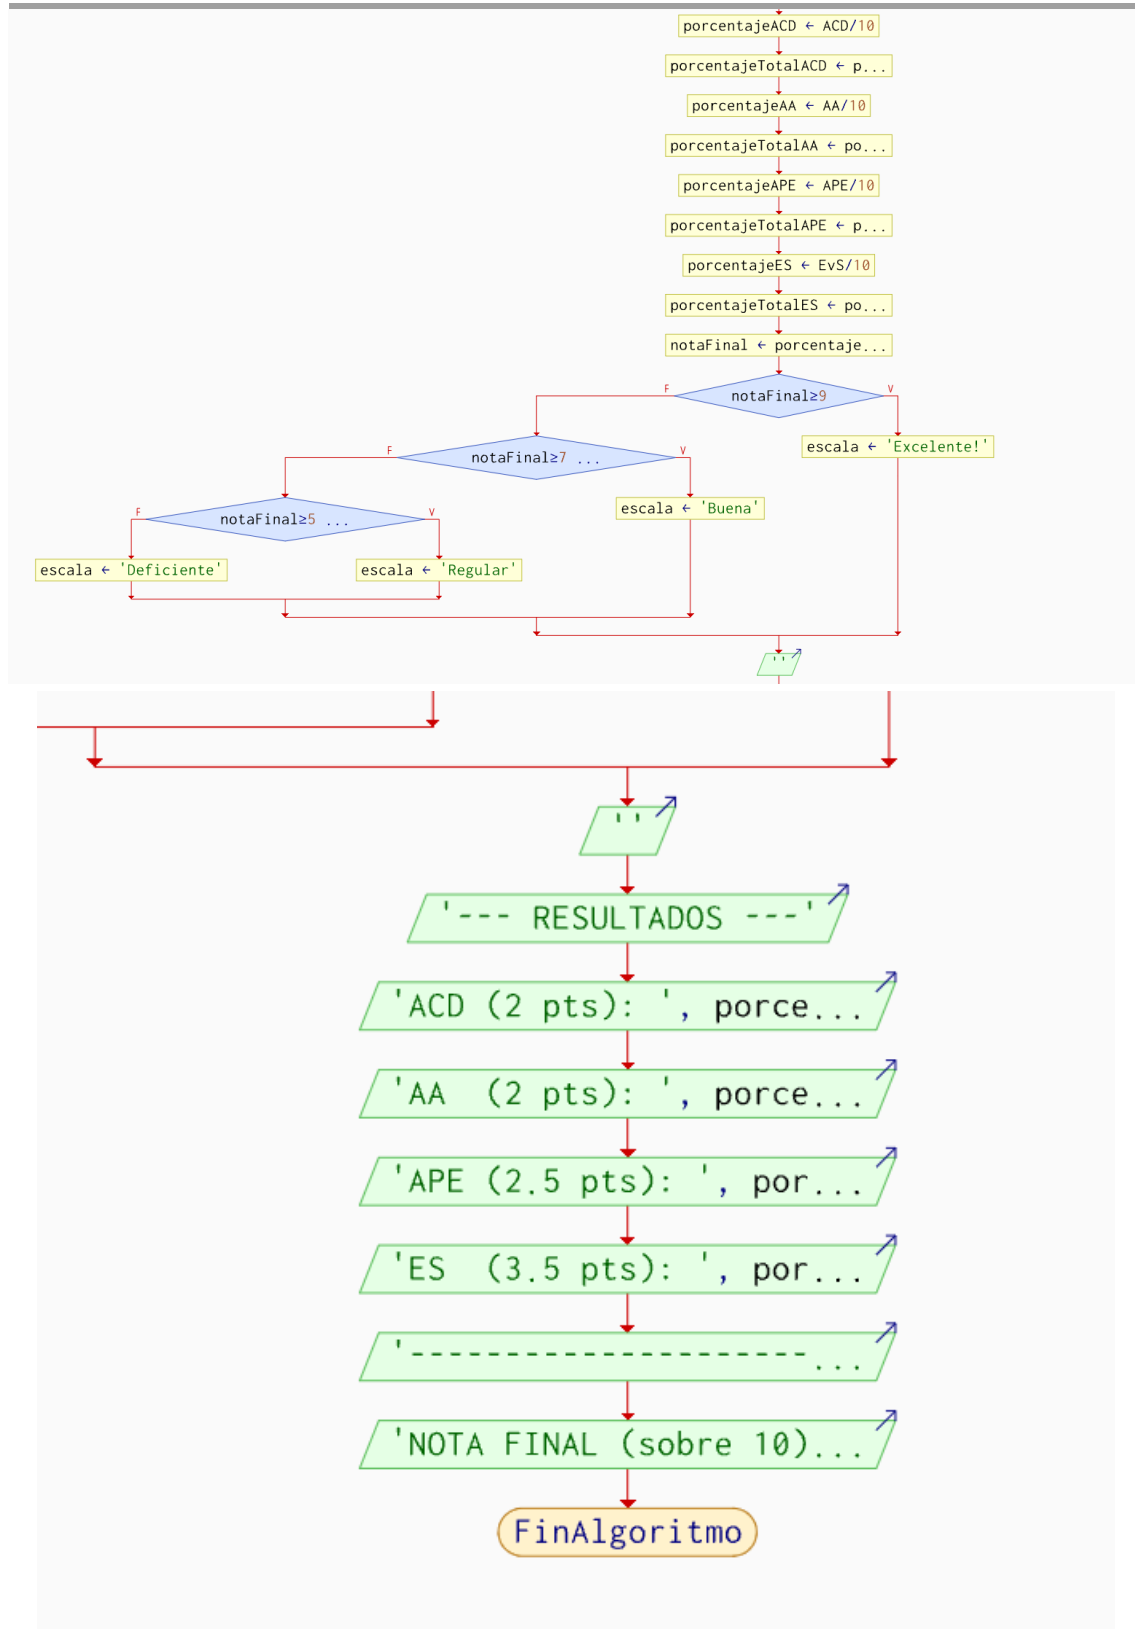 porcentajeACD ← ACD/10
porcentajeTotalACD ← p...
porcentajeAA ← AA/10
porcentajeTotalAA ← po...
porcentajeAPE ← APE/10
porcentajeTotalAPE ← p...
porcentajeES ← EvS/10
porcentajeTotalES ← po...
notaFinal ← porcentaje...
F
V
notaFinal≥9
escala ← 'Excelente!'
F
V
notaFinal≥7 ...
escala ← 'Buena'
F
V
notaFinal≥5 ...
escala ← 'Deficiente'
escala ← 'Regular'
''
''
'--- RESULTADOS ---'
'ACD (2 pts): ', porce...
'AA  (2 pts): ', porce...
'APE (2.5 pts): ', por...
'ES  (3.5 pts): ', por...
'---------------------...
'NOTA FINAL (sobre 10)...
FinAlgoritmo